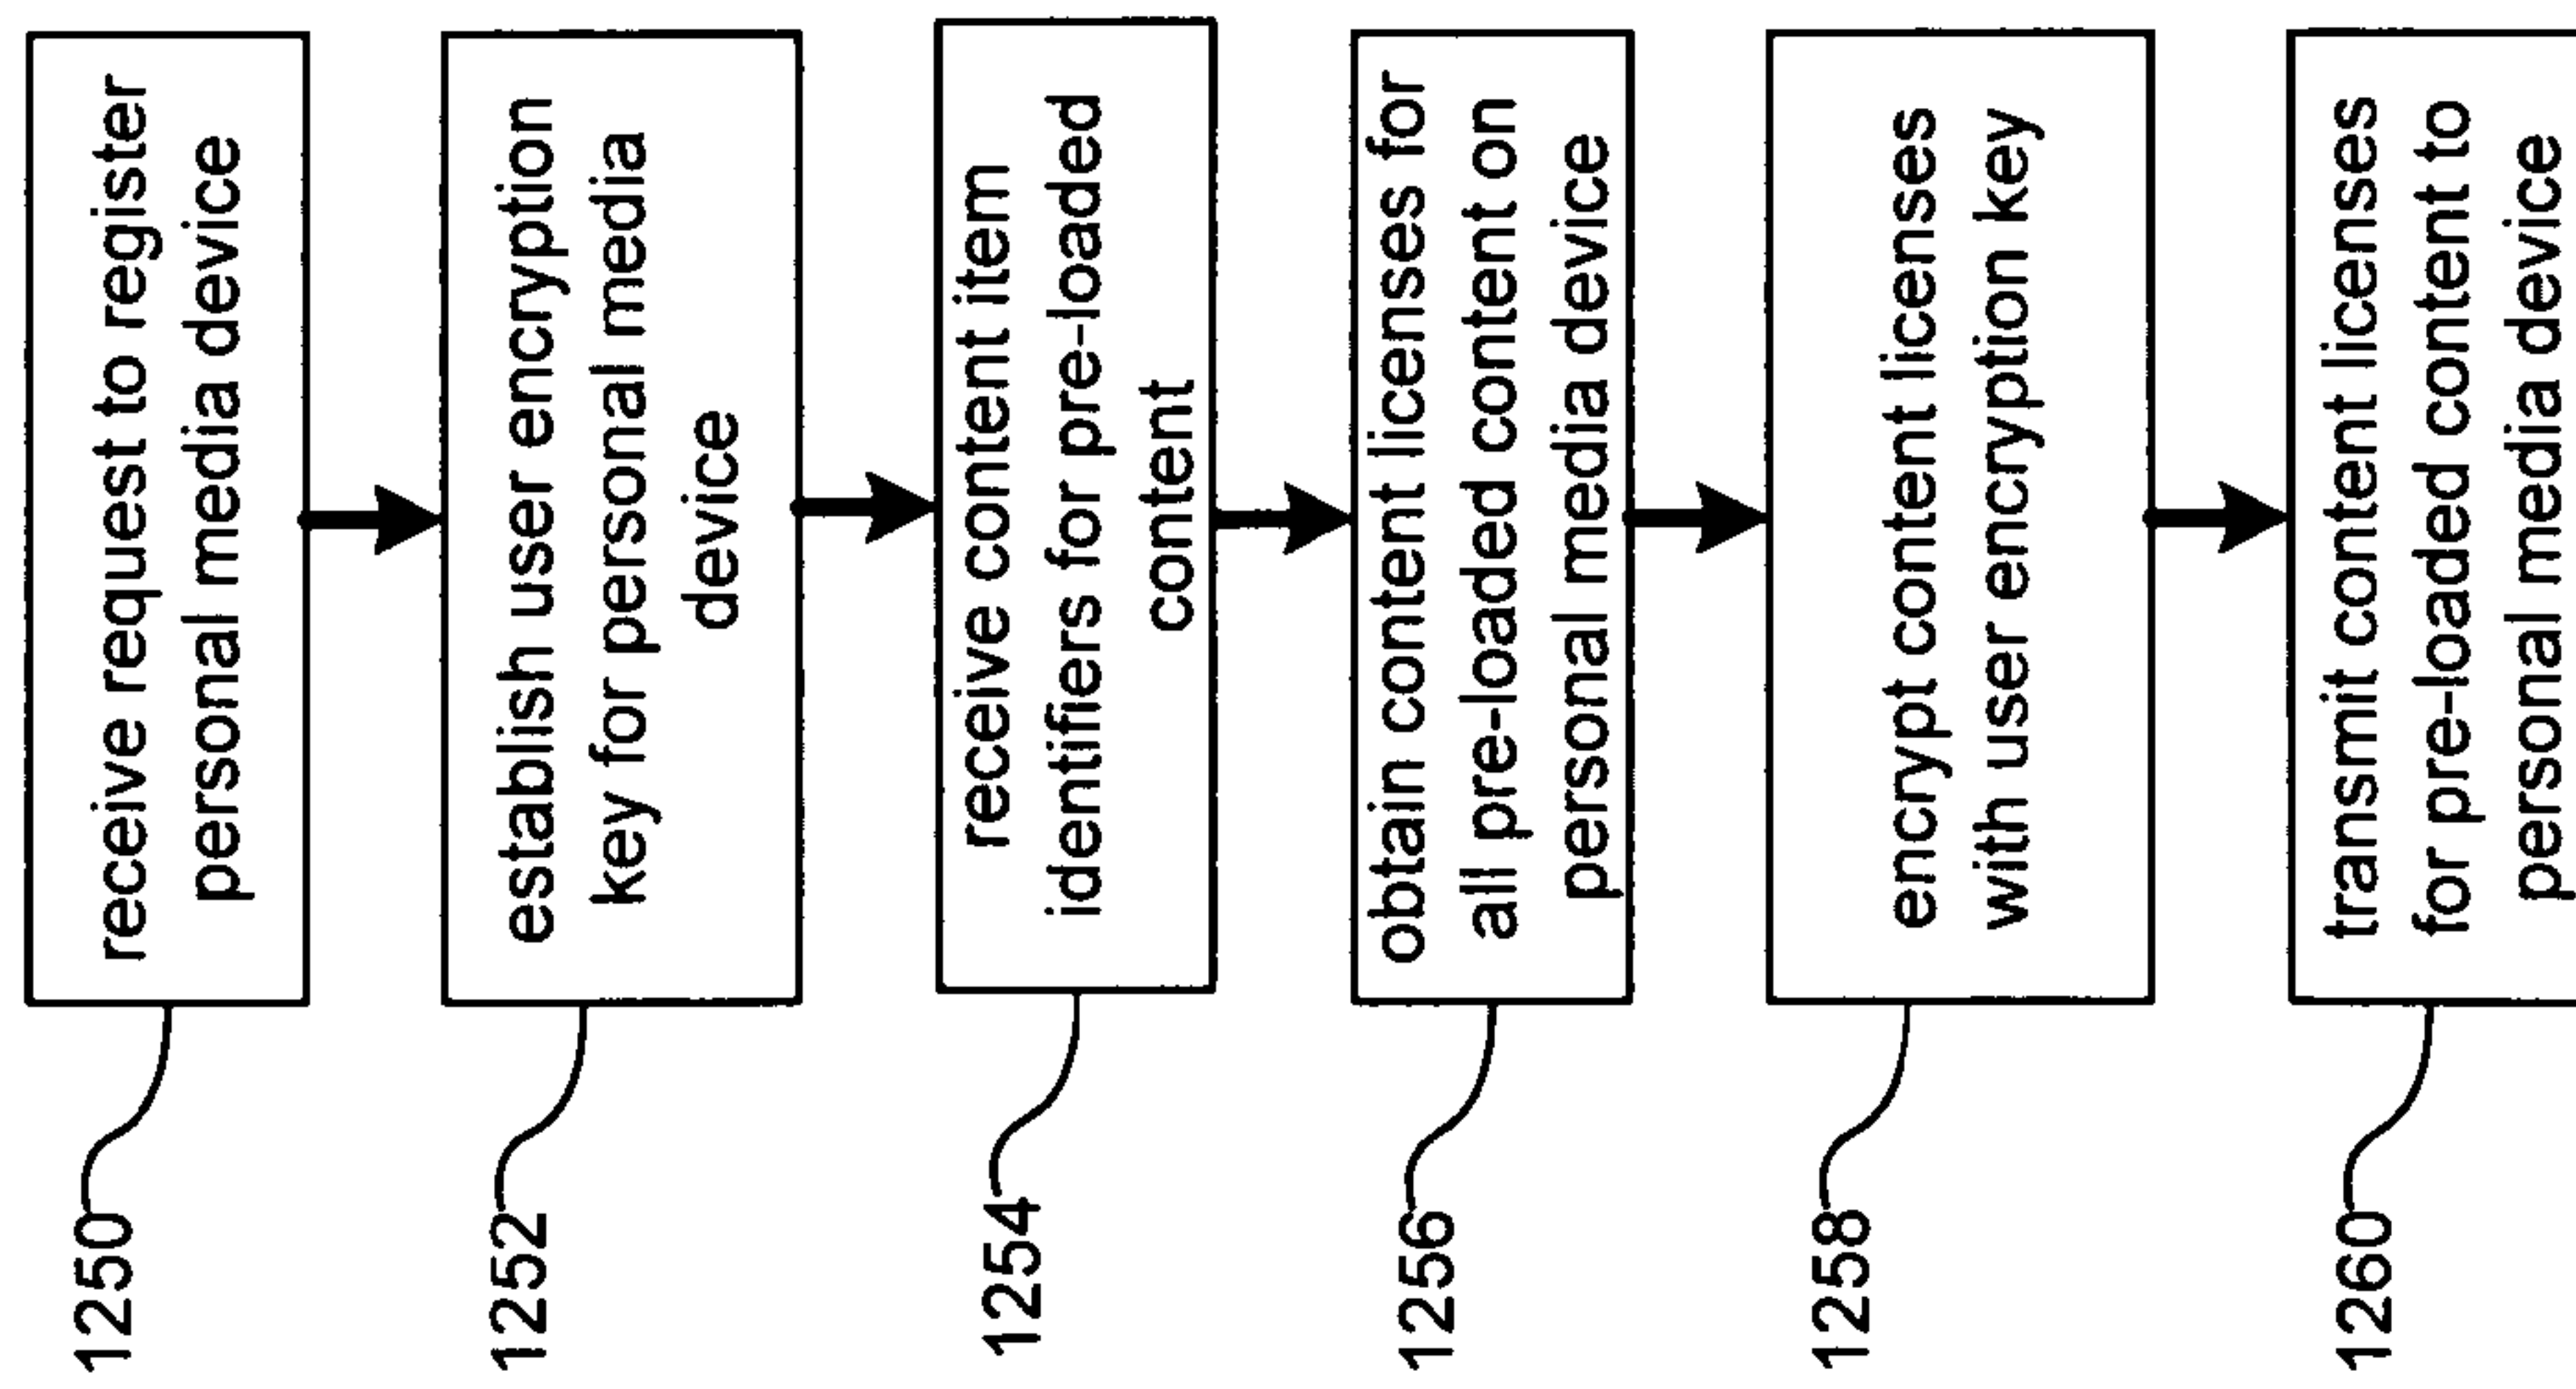 1250
receive request to register
personal media device
1252
establish user encryption
key for personal media
device
1254
receive content item
identifiers for pre-loaded
content
1256
obtain content licenses for
all pre-loaded content on
personal media device
1258
encrypt content licenses
with user encryption key
1260
transmit content licenses
for pre-loaded content to
personal media device